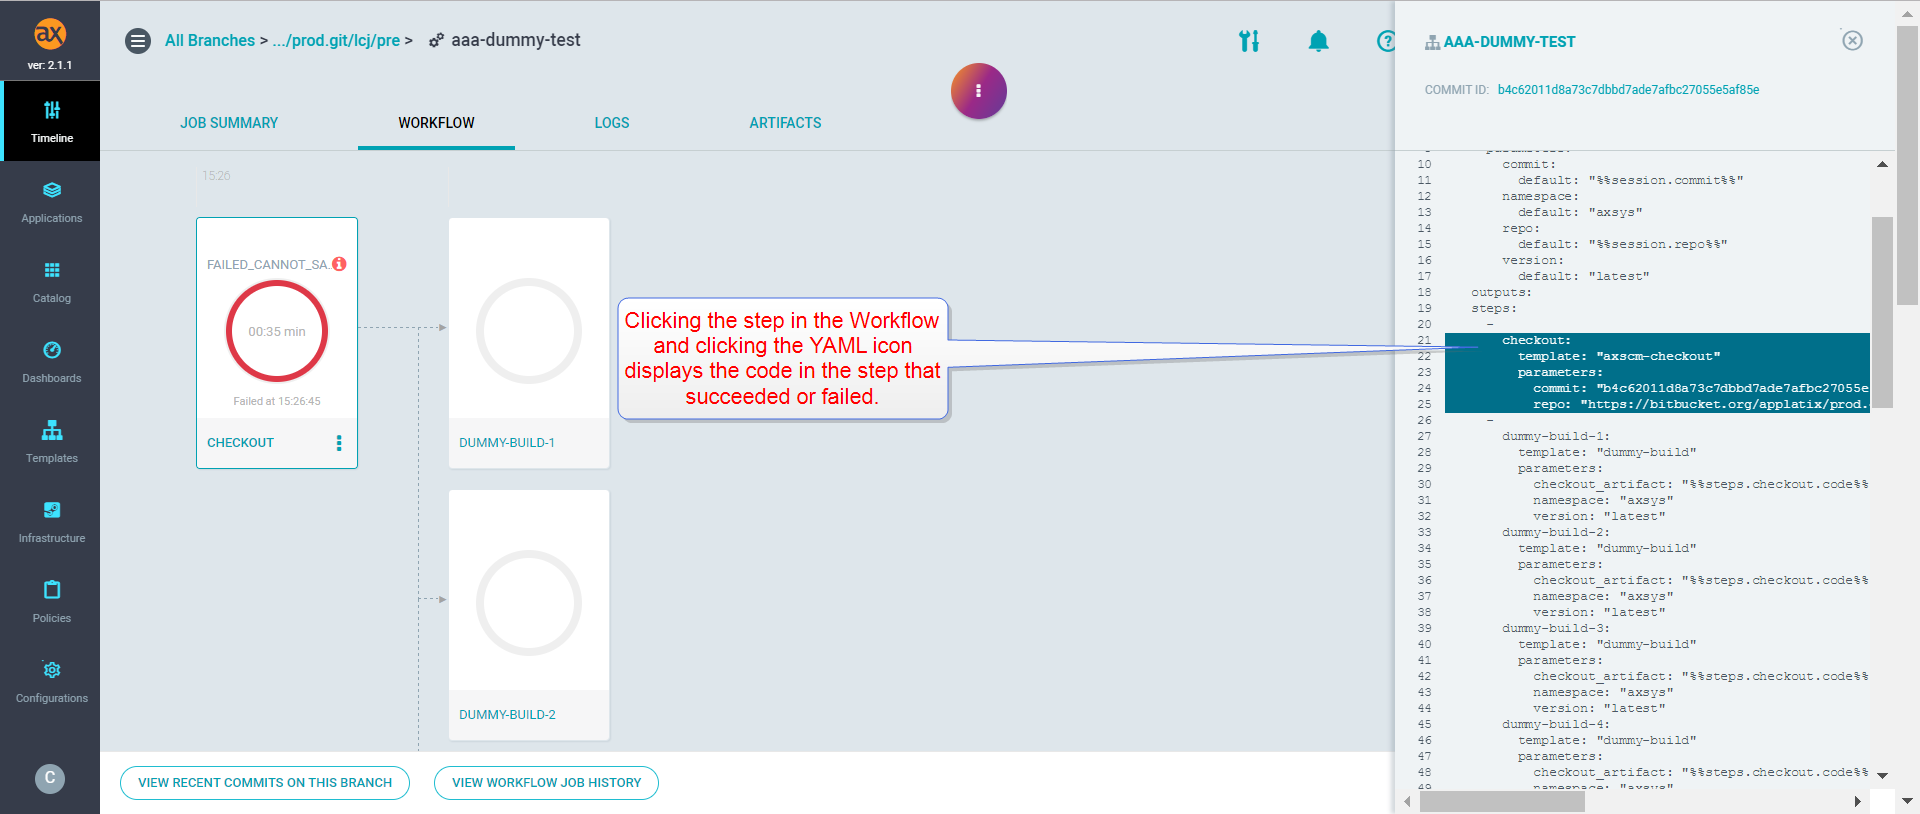 ax
ver: 2.1.1
Timeline
Applications
Catalog
Dashboards
Templates
Infrastructure
Policies
Configurations
C
All Branches > .../prod.git/lcj/pre > aaa-dummy-test
JOB SUMMARY
WORKFLOW
LOGS
ARTIFACTS
15:26
FAILED_CANNOT_SA...
00:35 min
Failed at 15:26:45
CHECKOUT
DUMMY-BUILD-1
DUMMY-BUILD-2
Clicking the step in the Workflow
and clicking the YAML icon
displays the code in the step that
succeeded or failed.
VIEW RECENT COMMITS ON THIS BRANCH
VIEW WORKFLOW JOB HISTORY
AAA-DUMMY-TEST
COMMIT ID: b4c62011d8a73c7dbbd7ade7afbc27055e5af85e
10 commit:
11 default: "%%session.commit%%"
12 namespace:
13 default: "axsys"
14 repo:
15 default: "%%session.repo%%"
16 version:
17 default: "latest"
18 outputs:
19 steps:
20 -
21 checkout:
22 template: "axscm-checkout"
23 parameters:
24 commit: "b4c62011d8a73c7dbbd7ade7afbc27055e
25 repo: "https://bitbucket.org/applatix/prod.
26 -
27 dummy-build-1:
28 template: "dummy-build"
29 parameters:
30 checkout_artifact: "%%steps.checkout.code%%
31 namespace: "axsys"
32 version: "latest"
33 dummy-build-2:
34 template: "dummy-build"
35 parameters:
36 checkout_artifact: "%%steps.checkout.code%%
37 namespace: "axsys"
38 version: "latest"
39 dummy-build-3:
40 template: "dummy-build"
41 parameters:
42 checkout_artifact: "%%steps.checkout.code%%
43 namespace: "axsys"
44 version: "latest"
45 dummy-build-4:
46 template: "dummy-build"
47 parameters:
48 checkout_artifact: "%%steps.checkout.code%%
49 namespace: "axsys"